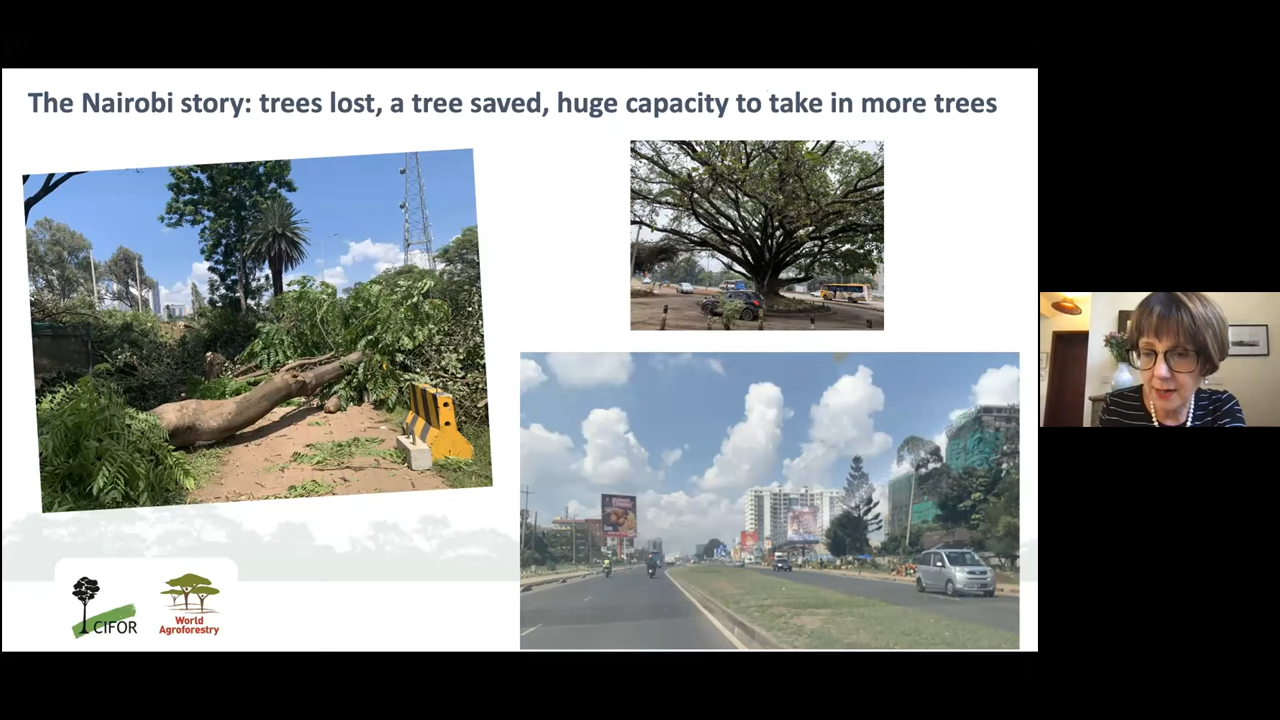 The Nairobi story: trees lost, a tree saved, huge capacity to take in more trees
CIFOR
World
Agroforestry